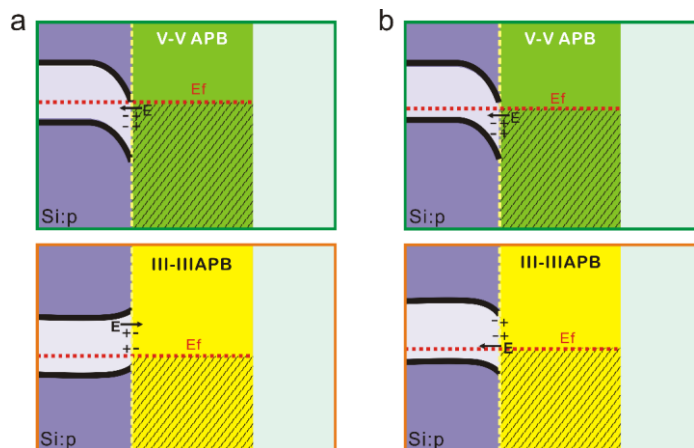 a
b
V-V APB
Ef
E
- +
- +
Si:p
V-V APB
Ef
E
- +
- +
Si:p
III-IIIAPB
E
+ -
+ -
Ef
Si:p
III-IIIAPB
- +
- +
Ef
E
Si:p